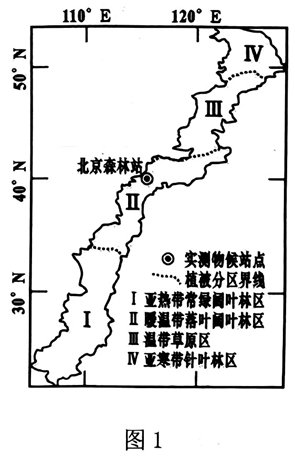 110° E 120° E
50° N
40° N
30° N
IV
III
北京森林站
II
I
实测物候站点
植被分区界线
I 亚热带常绿阔叶林区
II 暖温带落叶阔叶林区
III 温带草原区
IV 亚寒带针叶林区
图1